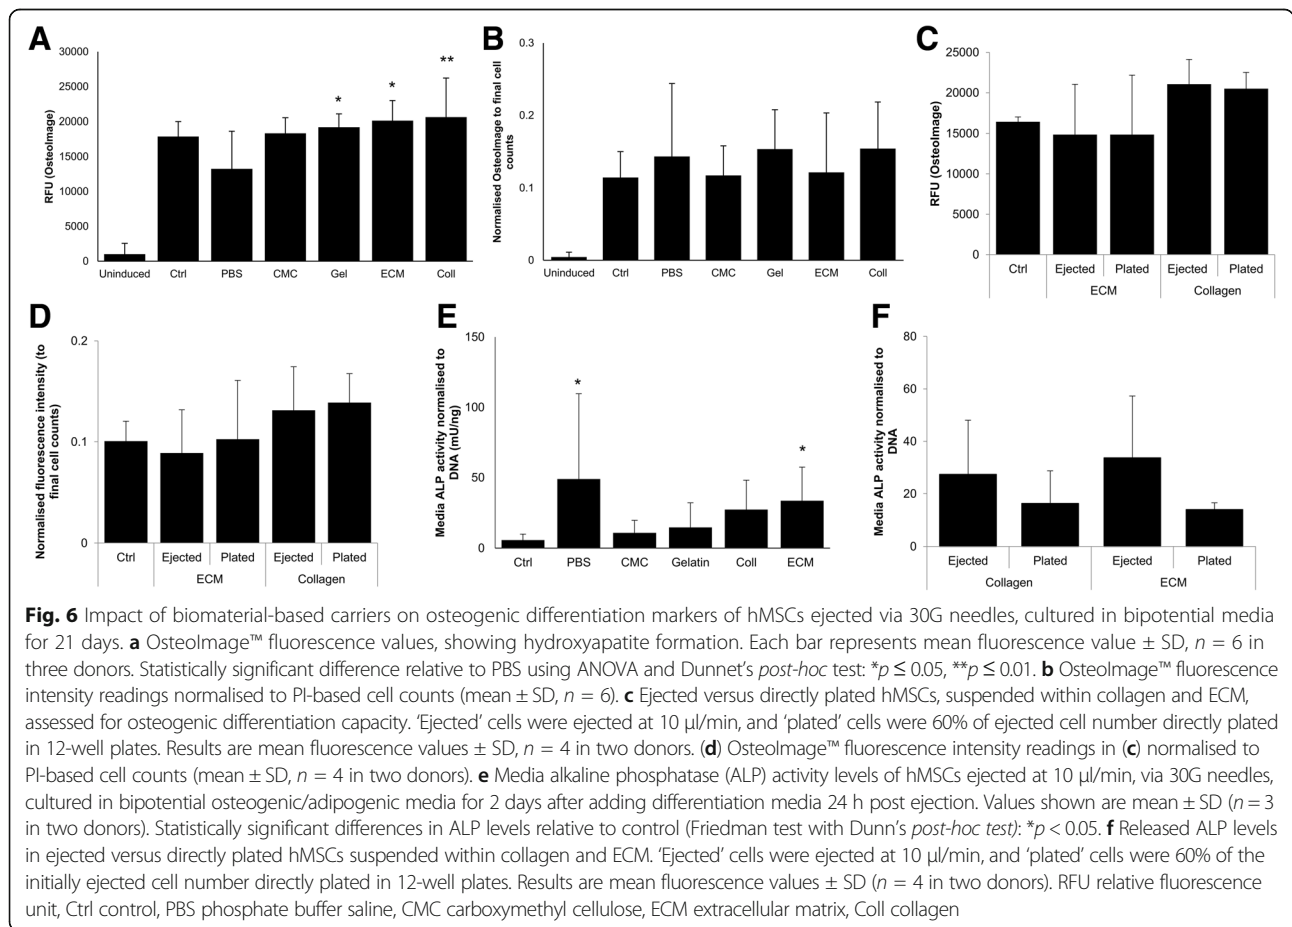 A
30000
25000
20000
15000
10000
5000
0
RFU (OsteoImage)
*
*
**
Uninduced Ctrl PBS CMC Gel ECM Coll
B
0.3
0.2
0.1
0
Normalised OsteoImage to final cell
counts
Uninduced Ctrl PBS CMC Gel ECM Coll
C
25000
20000
15000
10000
5000
0
RFU (OsteoImage)
Ctrl Ejected Plated Ejected Plated
ECM Collagen
D
0.2
0.1
0
Normalised fluorescence intensity (to
final cell counts)
Ctrl Ejected Plated Ejected Plated
ECM Collagen
E
150
100
50
0
Media ALP activity normalised to
DNA (mU/ng)
*
*
Ctrl PBS CMC Gelatin Coll ECM
F
80
60
40
20
0
Media ALP activity normalised to
DNA
Ejected Plated Ejected Plated
Collagen ECM
Fig. 6 Impact of biomaterial-based carriers on osteogenic differentiation markers of hMSCs ejected via 30G needles, cultured in bipotential media
for 21 days. a OsteoImage™ fluorescence values, showing hydroxyapatite formation. Each bar represents mean fluorescence value ± SD, n = 6 in
three donors. Statistically significant difference relative to PBS using ANOVA and Dunnet's post-hoc test: *p ≤ 0.05, **p ≤ 0.01. b OsteoImage™ fluorescence
intensity readings normalised to PI-based cell counts (mean ± SD, n = 6). c Ejected versus directly plated hMSCs, suspended within collagen and ECM,
assessed for osteogenic differentiation capacity. 'Ejected' cells were ejected at 10 μl/min, and 'plated' cells were 60% of ejected cell number directly plated
in 12-well plates. Results are mean fluorescence values ± SD, n = 4 in two donors. (d) OsteoImage™ fluorescence intensity readings in (c) normalised to
PI-based cell counts (mean ± SD, n = 4 in two donors). e Media alkaline phosphatase (ALP) activity levels of hMSCs ejected at 10 μl/min, via 30G needles,
cultured in bipotential osteogenic/adipogenic media for 2 days after adding differentiation media 24 h post ejection. Values shown are mean ± SD (n = 3
in two donors). Statistically significant differences in ALP levels relative to control (Friedman test with Dunn's post-hoc test): *p < 0.05. f Released ALP levels
in ejected versus directly plated hMSCs suspended within collagen and ECM. 'Ejected' cells were ejected at 10 μl/min, and 'plated' cells were 60% of the
initially ejected cell number directly plated in 12-well plates. Results are mean fluorescence values ± SD (n = 4 in two donors). RFU relative fluorescence
unit, Ctrl control, PBS phosphate buffer saline, CMC carboxymethyl cellulose, ECM extracellular matrix, Coll collagen